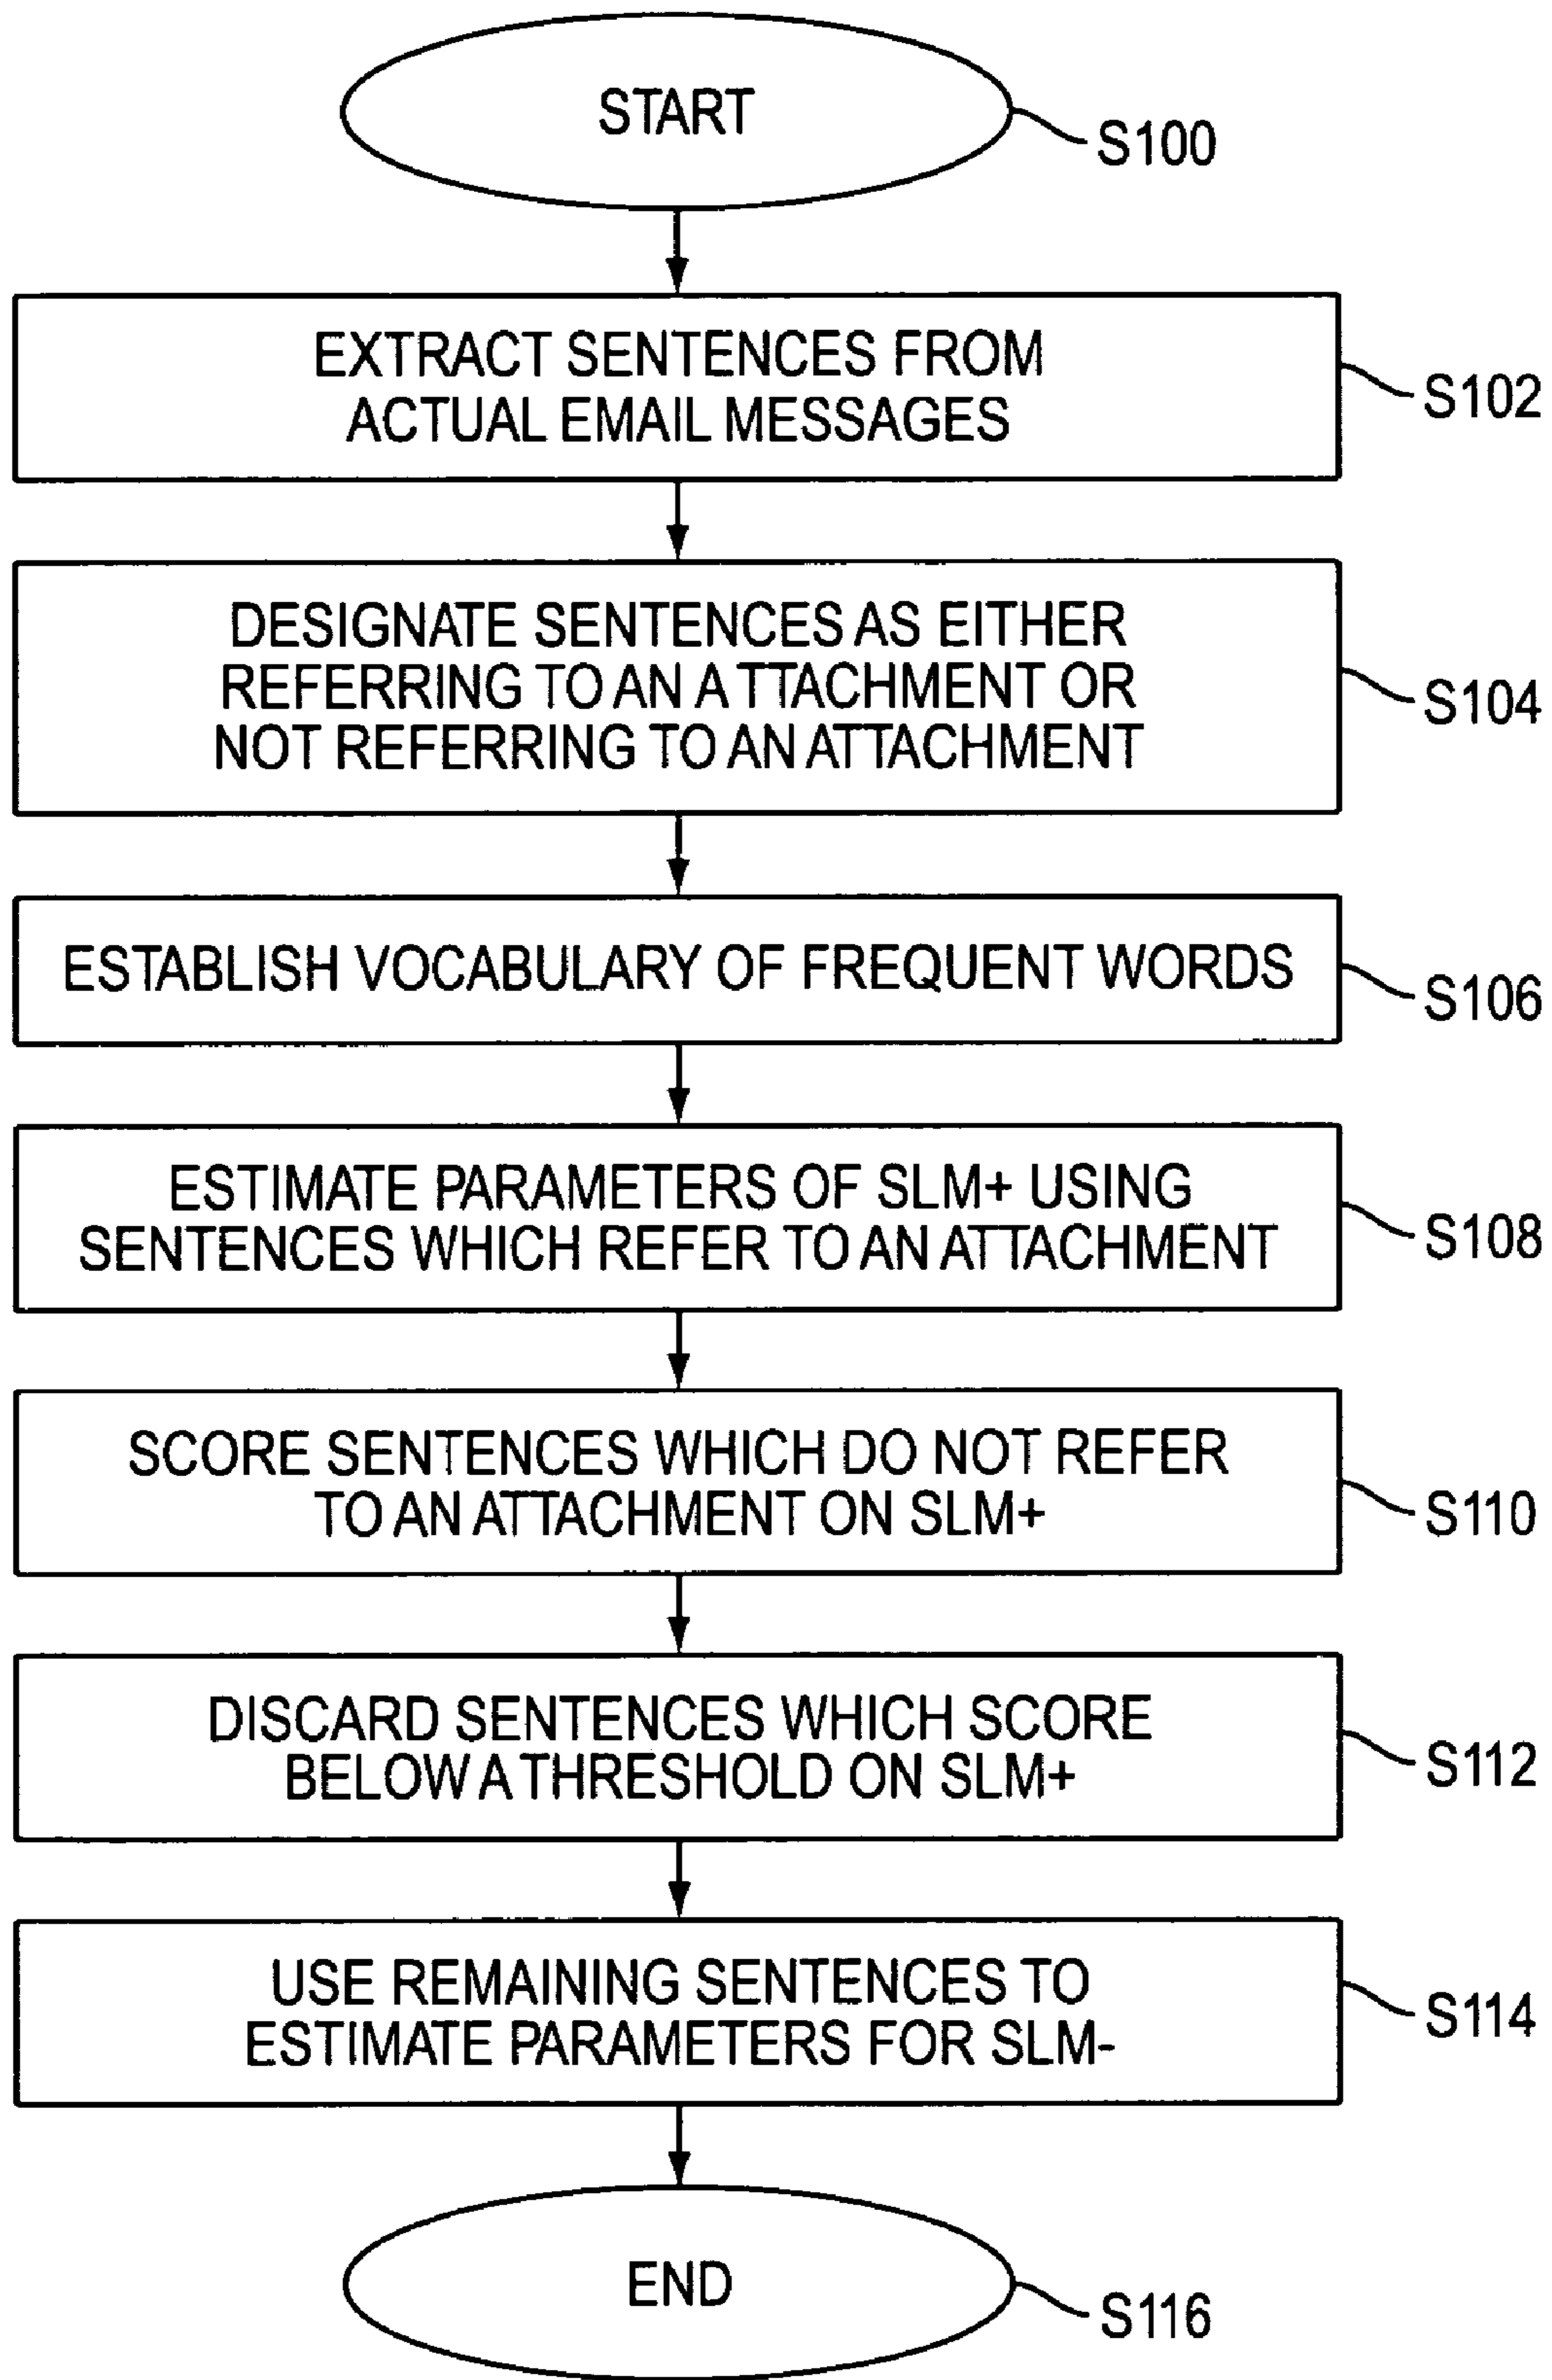 START
S100
EXTRACT SENTENCES FROM
ACTUAL EMAIL MESSAGES
S102
DESIGNATE SENTENCES AS EITHER
REFERRING TO AN ATTACHMENT OR
NOT REFERRING TO AN ATTACHMENT
S104
ESTABLISH VOCABULARY OF FREQUENT WORDS
S106
ESTIMATE PARAMETERS OF SLM+ USING
SENTENCES WHICH REFER TO AN ATTACHMENT
S108
SCORE SENTENCES WHICH DO NOT REFER
TO AN ATTACHMENT ON SLM+
S110
DISCARD SENTENCES WHICH SCORE
BELOW A THRESHOLD ON SLM+
S112
USE REMAINING SENTENCES TO
ESTIMATE PARAMETERS FOR SLM-
S114
END
S116